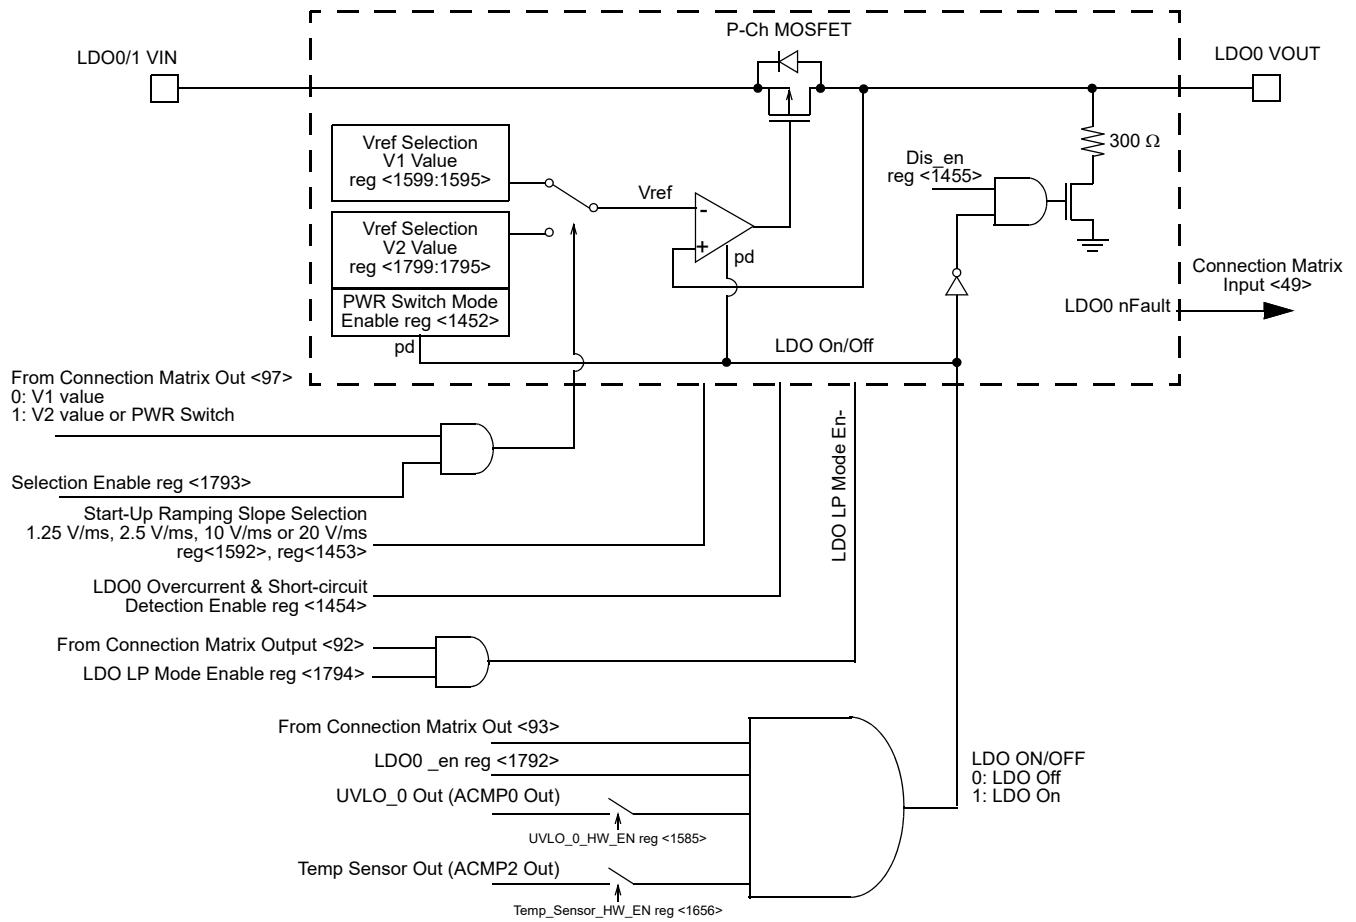 P-Ch MOSFET
LDO0/1 VIN
LDO0 VOUT
Vref Selection
V1 Value
reg <1599:1595>
Vref Selection
V2 Value
reg <1799:1795>
PWR Switch Mode
Enable reg <1452>
pd
Vref
-
+
pd
Dis_en
reg <1455>
300 Ω
Connection Matrix
Input <49>
LDO0 nFault
LDO On/Off
From Connection Matrix Out <97>
0: V1 value
1: V2 value or PWR Switch
Selection Enable reg <1793>
Start-Up Ramping Slope Selection
1.25 V/ms, 2.5 V/ms, 10 V/ms or 20 V/ms
reg<1592>, reg<1453>
LDO0 Overcurrent & Short-circuit
Detection Enable reg <1454>
LDO LP Mode En-
From Connection Matrix Output <92>
LDO LP Mode Enable reg <1794>
From Connection Matrix Out <93>
LDO0 _en reg <1792>
UVLO_0 Out (ACMP0 Out)
UVLO_0_HW_EN reg <1585>
Temp Sensor Out (ACMP2 Out)
Temp_Sensor_HW_EN reg <1656>
LDO ON/OFF
0: LDO Off
1: LDO On